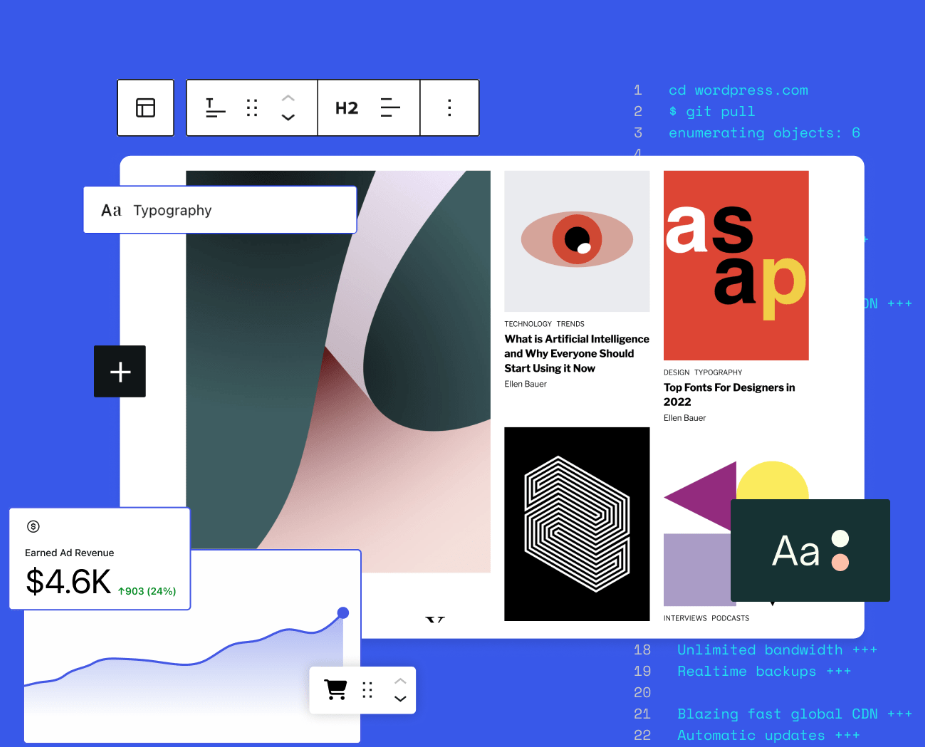 1 cd wordpress.com
2 $ git pull
3 enumerating objects: 6
4
T
H2
Aa Typography
as
ap
DN +++
TECHNOLOGY TRENDS
What is Artificial Intelligence
and Why Everyone Should
Start Using it Now
Ellen Bauer
DESIGN TYPOGRAPHY
Top Fonts For Designers in
2022
Ellen Bauer
Aa
INTERVIEWS PODCASTS
$
Earned Ad Revenue
$4.6K ↑903 (24%)
18 Unlimited bandwidth +++
19 Realtime backups +++
20
21 Blazing fast global CDN +++
22 Automatic updates +++